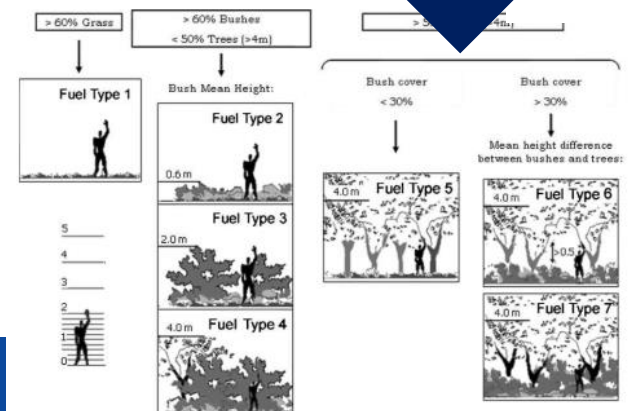 > 60% Grass
> 60% Bushes
< 50% Trees (>4m)
Bush Mean Height:
Bush cover
< 30%
Bush cover
> 30%
Mean height difference
between bushes and trees:
Fuel Type 1
Fuel Type 2
0.6 m
Fuel Type 3
2.0 m
Fuel Type 4
4.0 m
Fuel Type 5
4.0 m
Fuel Type 6
4.0 m
>0.5
Fuel Type 7
4.0 m
5
4
3
2
1
0